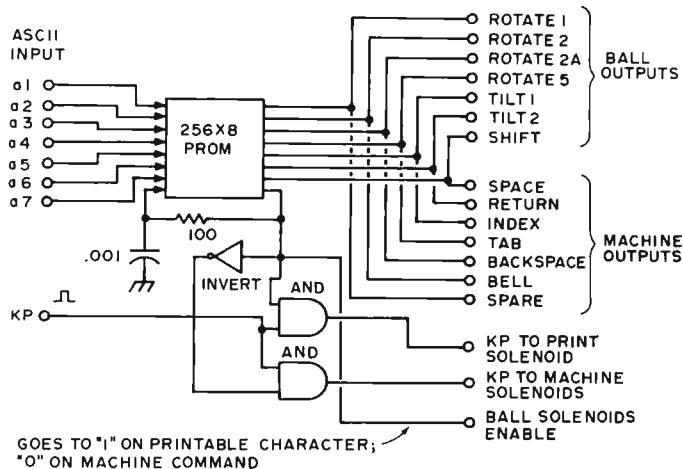 ASCII
INPUT
a1
a2
a3
a4
a5
a6
a7
256X8
PROM
ROTATE 1
ROTATE 2
ROTATE 2A
ROTATE 5
TILT 1
TILT 2
SHIFT
BALL
OUTPUTS
SPACE
RETURN
INDEX
TAB
BACKSPACE
BELL
SPARE
MACHINE
OUTPUTS
100
.001
INVERT
AND
KP
AND
KP TO PRINT
SOLENOID
KP TO MACHINE
SOLENOIDS
BALL SOLENOIDS
ENABLE
GOES TO "1" ON PRINTABLE CHARACTER;
"0" ON MACHINE COMMAND